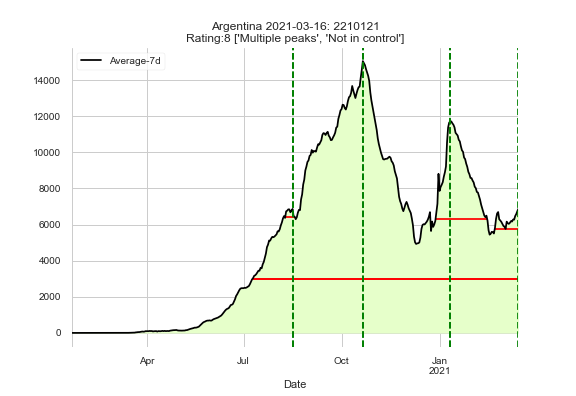 Argentina 2021-03-16: 2210121
Rating:8 ['Multiple peaks', 'Not in control']
Average-7d
14000
12000
10000
8000
6000
4000
2000
0
Apr
Jul
Oct
Jan
2021
Date